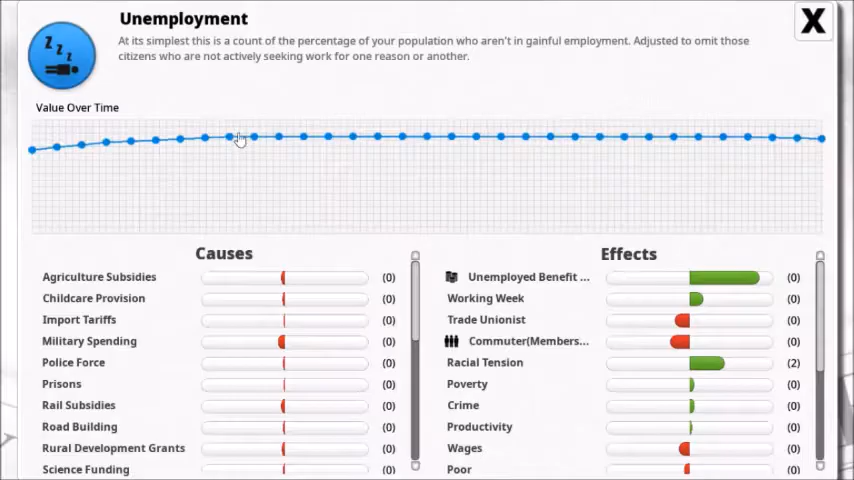 Unemployment
X
At its simplest this is a count of the percentage of your population who aren't in gainful employment. Adjusted to omit those
citizens who are not actively seeking work for one reason or another.
Z Z Z
Value Over Time
Causes
Agriculture Subsidies (0)
Childcare Provision (0)
Import Tariffs (0)
Military Spending (0)
Police Force (0)
Prisons (0)
Rail Subsidies (0)
Road Building (0)
Rural Development Grants (0)
Science Funding (0)
Effects
Unemployed Benefit ... (0)
Working Week (0)
Trade Unionist (0)
Commuter(Members... (0)
Racial Tension (2)
Poverty (0)
Crime (0)
Productivity (0)
Wages (0)
Poor (0)